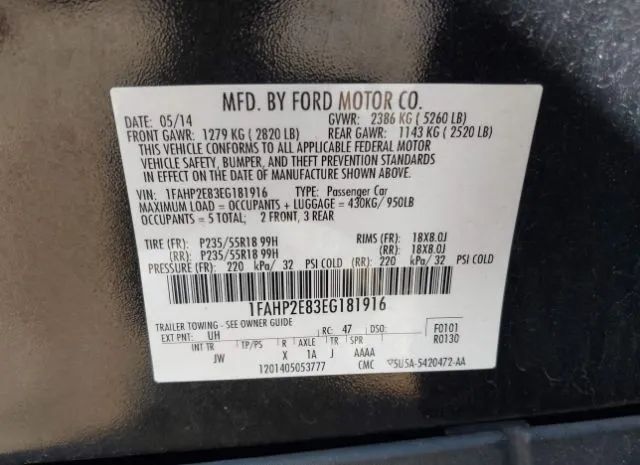 MFD. BY FORD MOTOR CO.
DATE: 05/14 GVWR: 2386 KG ( 5260 LB)
FRONT GAWR: 1279 KG ( 2820 LB) REAR GAWR: 1143 KG ( 2520 LB)
THIS VEHICLE CONFORMS TO ALL APPLICABLE FEDERAL MOTOR
VEHICLE SAFETY, BUMPER, AND THEFT PREVENTION STANDARDS
IN EFFECT ON THE DATE OF MANUFACTURE SHOWN ABOVE.
VIN: 1FAHP2E83EG181916 TYPE: Passenger Car
MAXIMUM LOAD = OCCUPANTS + LUGGAGE = 430KG/ 950LB
OCCUPANTS = 5 TOTAL; 2 FRONT, 3 REAR
TIRE (FR): P235/55R18 99H RIMS (FR): 18X8.0J
(RR): P235/55R18 99H (RR): 18X8.0J
PRESSURE (FR): 220 kPa/ 32 PSI COLD (RR): 220 kPa/ 32 PSI COLD
1FAHP2E83EG181916
TRAILER TOWING - SEE OWNER GUIDE
EXT PNT: UH RC: 47 DSO: F0101
INT TR TP/PS R AXLE TR SPR R0130
JW X 1A J AAAA
1201405053777 CMC 5U5A-5420472-AA